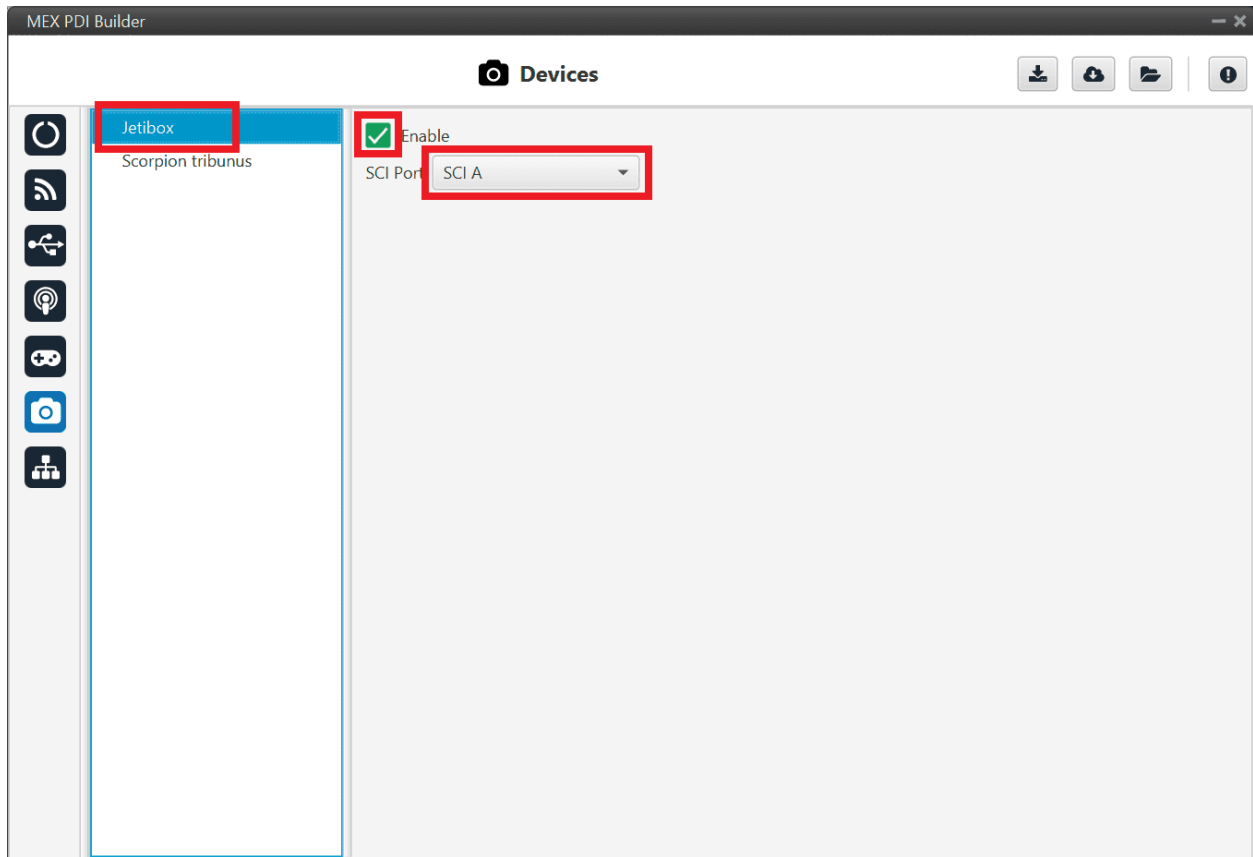 MEX PDI Builder
Devices
Jetibox
Scorpion tribunus
Enable
SCI Port
SCI A